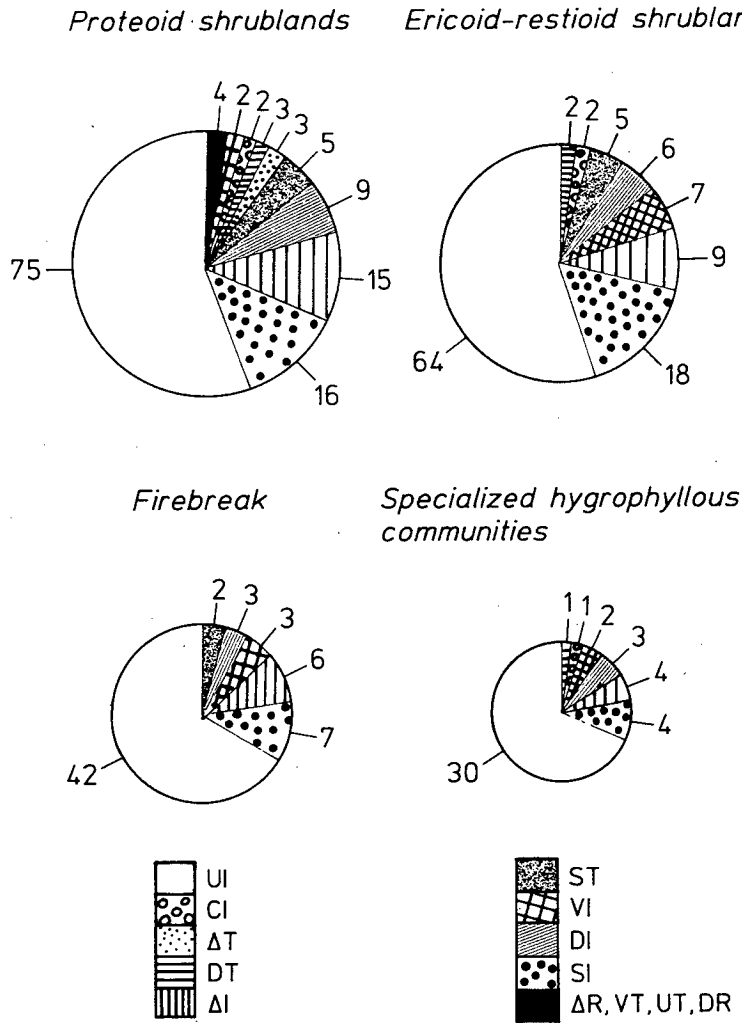 Proteoid shrublands
Ericoid-restioid shrublar
4 2 2 3 3 5 9 15 16 75
2 2 5 6 7 9 18 64
Firebreak
Specialized hygrophyllous
communities
2 3 3 6 7 42
1 1 2 3 4 4 30
UI
CI
ΔT
DT
ΔI
ST
VI
DI
SI
ΔR, VT, UT, DR